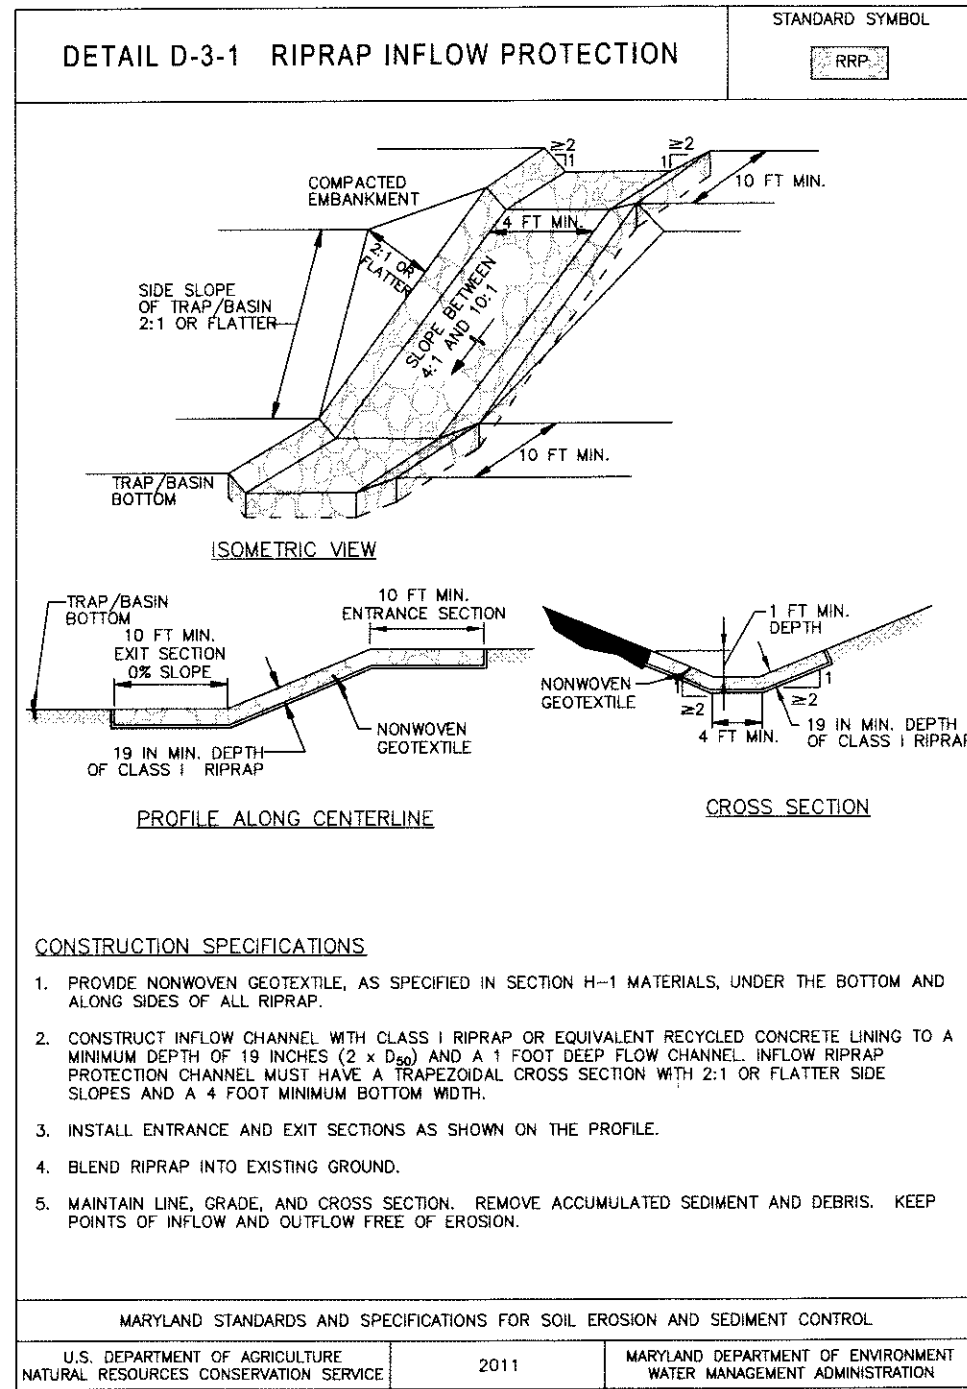 DETAIL D-3-1 RIPRAP INFLOW PROTECTION
STANDARD SYMBOL
RRP
≥2
1
≥2
1
10 FT MIN.
COMPACTED
EMBANKMENT
4 FT MIN.
2:1 OR
FLATTER
SLOPE BETWEEN
4:1 AND 10:1
SIDE SLOPE
OF TRAP/BASIN
2:1 OR FLATTER
10 FT MIN.
TRAP/BASIN
BOTTOM
ISOMETRIC VIEW
TRAP/BASIN
BOTTOM
10 FT MIN.
EXIT SECTION
0% SLOPE
10 FT MIN.
ENTRANCE SECTION
NONWOVEN
GEOTEXTILE
19 IN MIN. DEPTH
OF CLASS I RIPRAP
PROFILE ALONG CENTERLINE
1 FT MIN.
DEPTH
NONWOVEN
GEOTEXTILE
1
≥2
1
≥2
4 FT MIN.
19 IN MIN. DEPTH
OF CLASS I RIPRAP
CROSS SECTION
CONSTRUCTION SPECIFICATIONS
1. PROVIDE NONWOVEN GEOTEXTILE, AS SPECIFIED IN SECTION H-1 MATERIALS, UNDER THE BOTTOM AND
ALONG SIDES OF ALL RIPRAP.
2. CONSTRUCT INFLOW CHANNEL WITH CLASS I RIPRAP OR EQUIVALENT RECYCLED CONCRETE LINING TO A
MINIMUM DEPTH OF 19 INCHES (2 x D50) AND A 1 FOOT DEEP FLOW CHANNEL. INFLOW RIPRAP
PROTECTION CHANNEL MUST HAVE A TRAPEZOIDAL CROSS SECTION WITH 2:1 OR FLATTER SIDE
SLOPES AND A 4 FOOT MINIMUM BOTTOM WIDTH.
3. INSTALL ENTRANCE AND EXIT SECTIONS AS SHOWN ON THE PROFILE.
4. BLEND RIPRAP INTO EXISTING GROUND.
5. MAINTAIN LINE, GRADE, AND CROSS SECTION. REMOVE ACCUMULATED SEDIMENT AND DEBRIS. KEEP
POINTS OF INFLOW AND OUTFLOW FREE OF EROSION.
MARYLAND STANDARDS AND SPECIFICATIONS FOR SOIL EROSION AND SEDIMENT CONTROL
U.S. DEPARTMENT OF AGRICULTURE
NATURAL RESOURCES CONSERVATION SERVICE
2011
MARYLAND DEPARTMENT OF ENVIRONMENT
WATER MANAGEMENT ADMINISTRATION